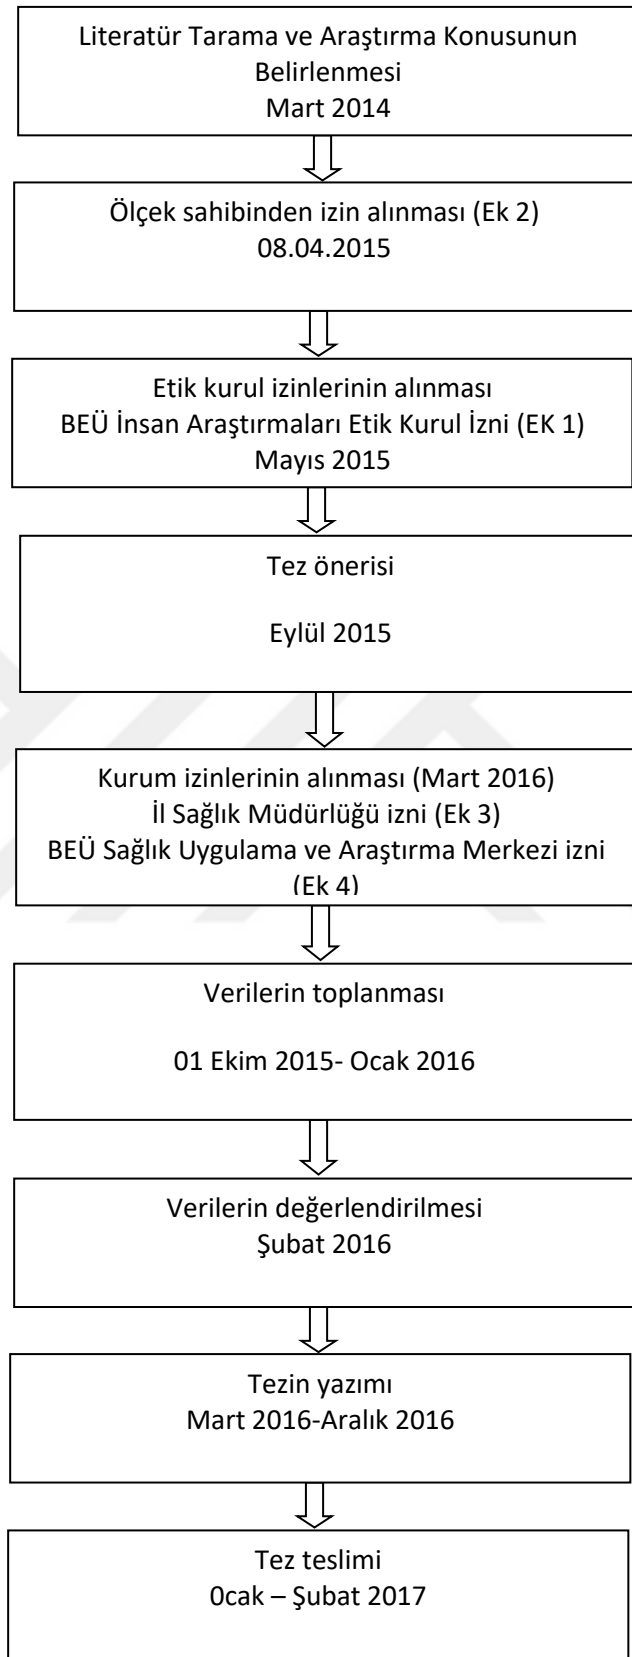 Literatür Tarama ve Araştırma Konusunun
Belirlenmesi
Mart 2014
Ölçek sahibinden izin alınması (Ek 2)
08.04.2015
Etik kurul izinlerinin alınması
BEÜ İnsan Araştırmaları Etik Kurul İzni (EK 1)
Mayıs 2015
Tez önerisi
Eylül 2015
Kurum izinlerinin alınması (Mart 2016)
İl Sağlık Müdürlüğü izni (Ek 3)
BEÜ Sağlık Uygulama ve Araştırma Merkezi izni
(Ek 4)
Verilerin toplanması
01 Ekim 2015- Ocak 2016
Verilerin değerlendirilmesi
Şubat 2016
Tezin yazımı
Mart 2016-Aralık 2016
Tez teslimi
0cak – Şubat 2017